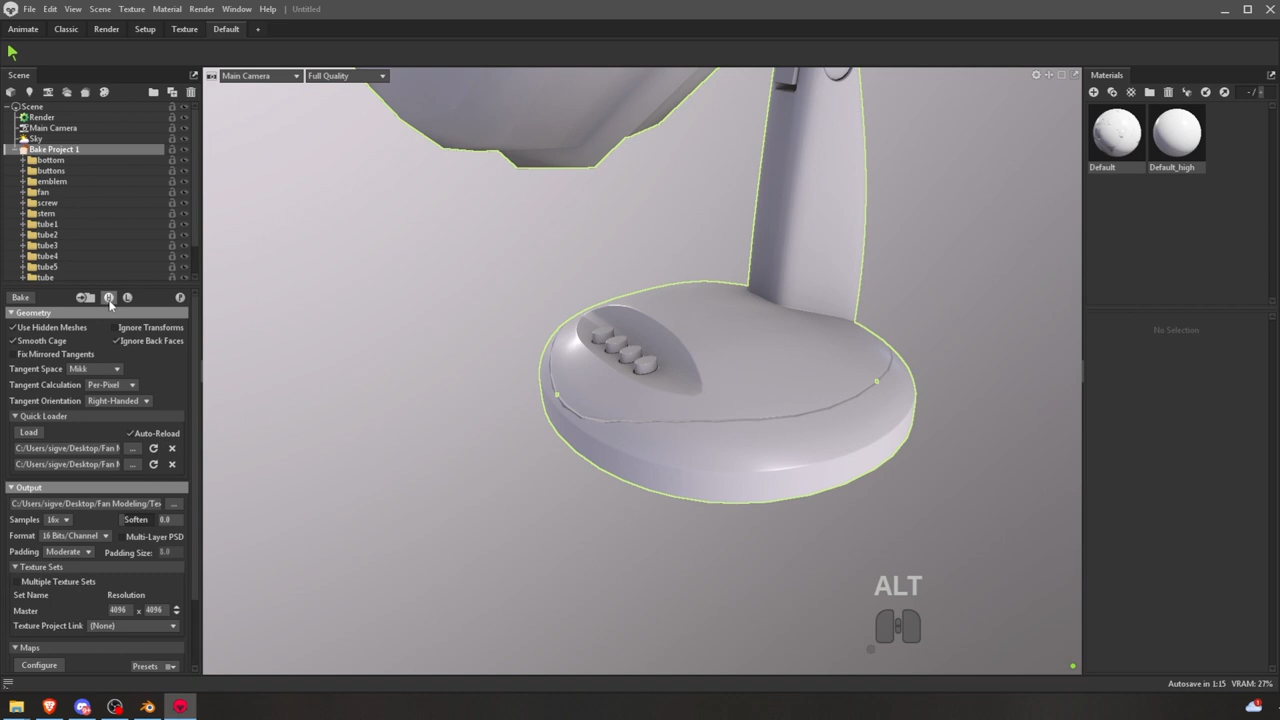 File Edit View Scene Texture Material Render Window Help Untitled
Animate Classic Render Setup Texture Default +
Scene
Main Camera Full Quality
Materials
Scene
Render
Main Camera
Sky
Bake Project 1
bottom
buttons
emblem
fan
screw
stem
tube1
tube2
tube3
tube4
tube5
tube
Default Default_high
Bake H L P
Geometry
Use Hidden Meshes Ignore Transforms
Smooth Cage Ignore Back Faces
Fix Mirrored Tangents
Tangent Space Mikk
Tangent Calculation Per-Pixel
Tangent Orientation Right-Handed
Quick Loader
Load Auto-Reload
C:/Users/sigve/Desktop/Fan M ...
C:/Users/sigve/Desktop/Fan M ...
Output
C:/Users/sigve/Desktop/Fan Modeling/Te ...
Samples 16x Soften 0.0
Format 16 Bits/Channel Multi-Layer PSD
Padding Moderate Padding Size: 8.0
Texture Sets
Multiple Texture Sets
Set Name Resolution
Master 4096 x 4096
Texture Project Link (None)
Maps
Configure Presets
No Selection
ALT
Autosave in 1:15 VRAM: 27%